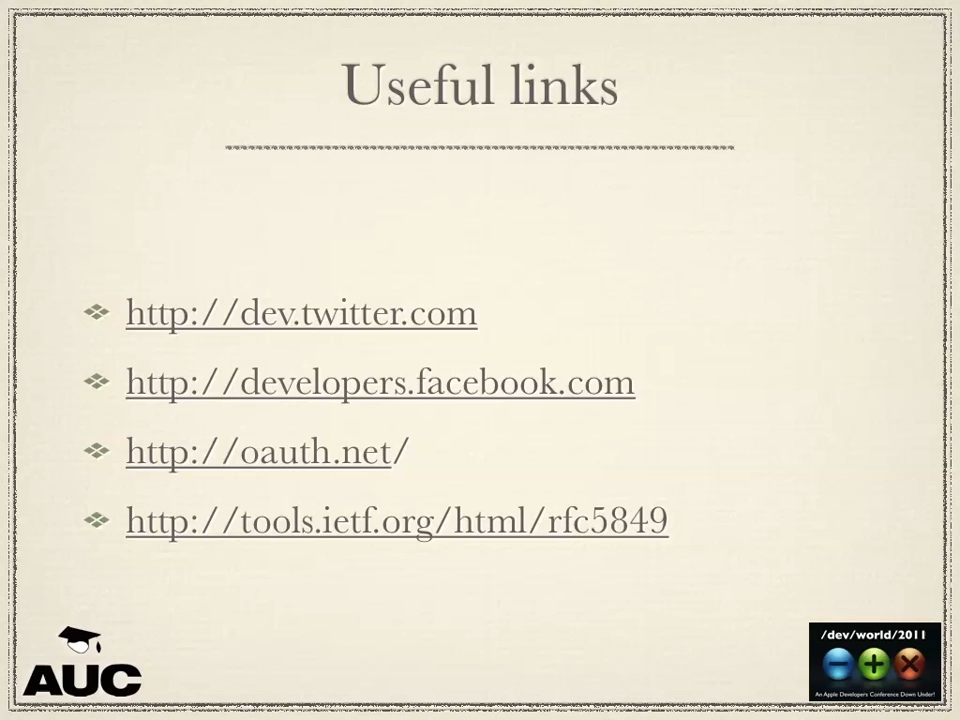 Useful links
http://dev.twitter.com
http://developers.facebook.com
http://oauth.net/
http://tools.ietf.org/html/rfc5849
AUC
/dev/world/2011
An Apple Developers Conference Down Under!